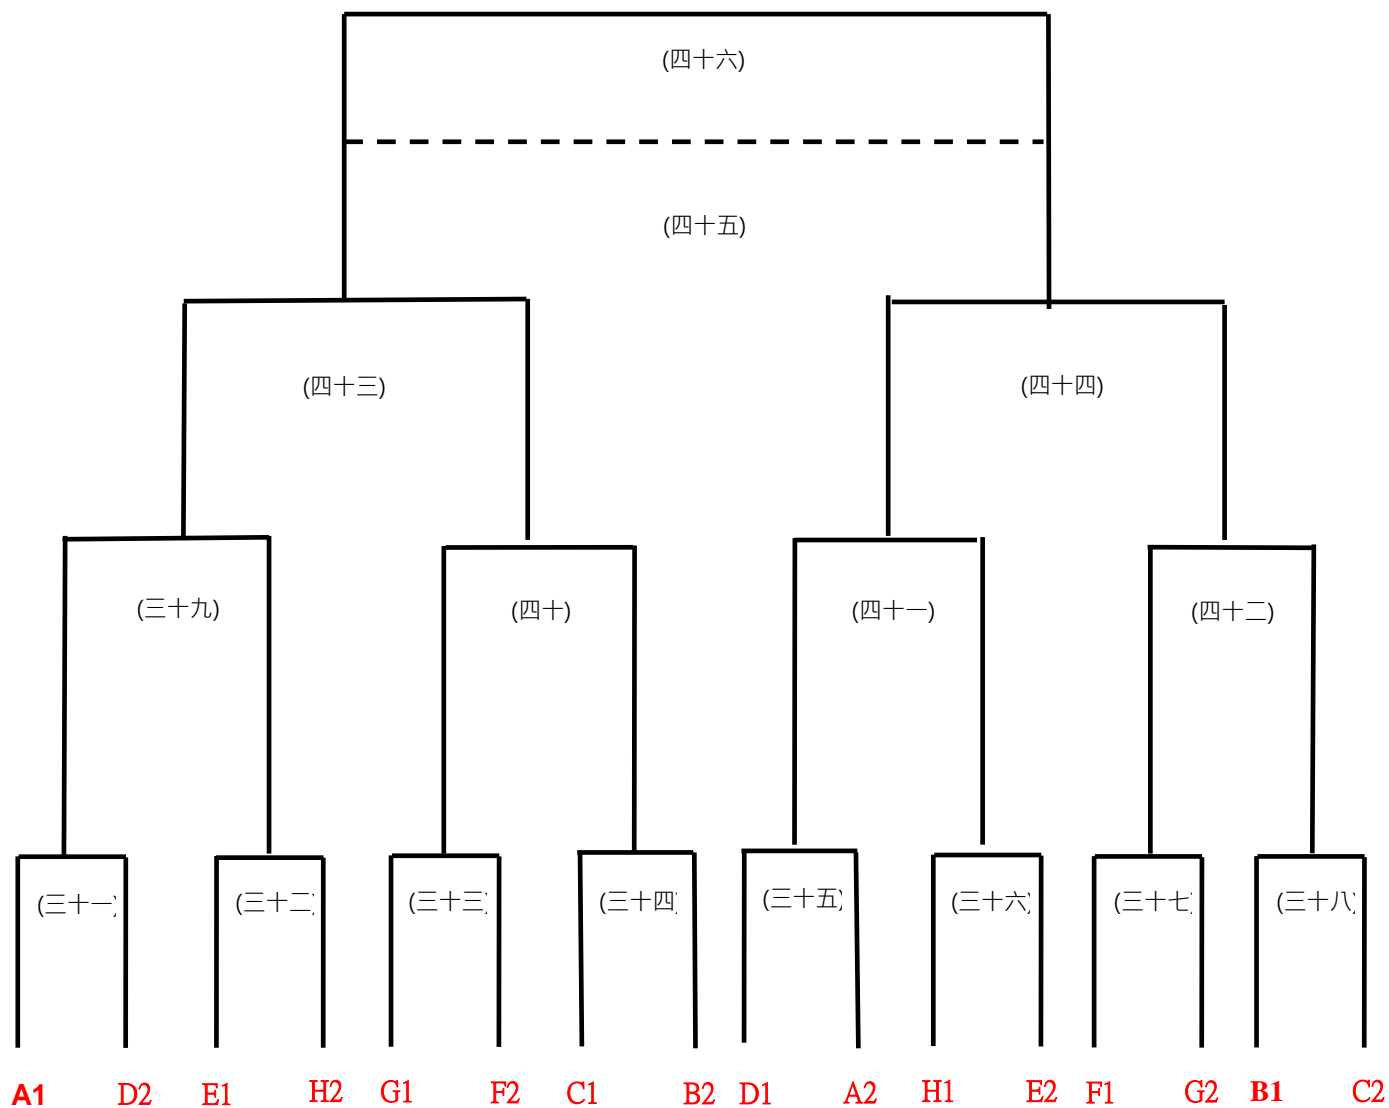 (四十六)
(四十五)
(四十三)
(四十四)
(三十九)
(四十)
(四十一)
(四十二)
(三十一)
(三十二)
(三十三)
(三十四)
(三十五)
(三十六)
(三十七)
(三十八)
A1 D2 E1 H2 G1 F2 C1 B2 D1 A2 H1 E2 F1 G2 B1 C2